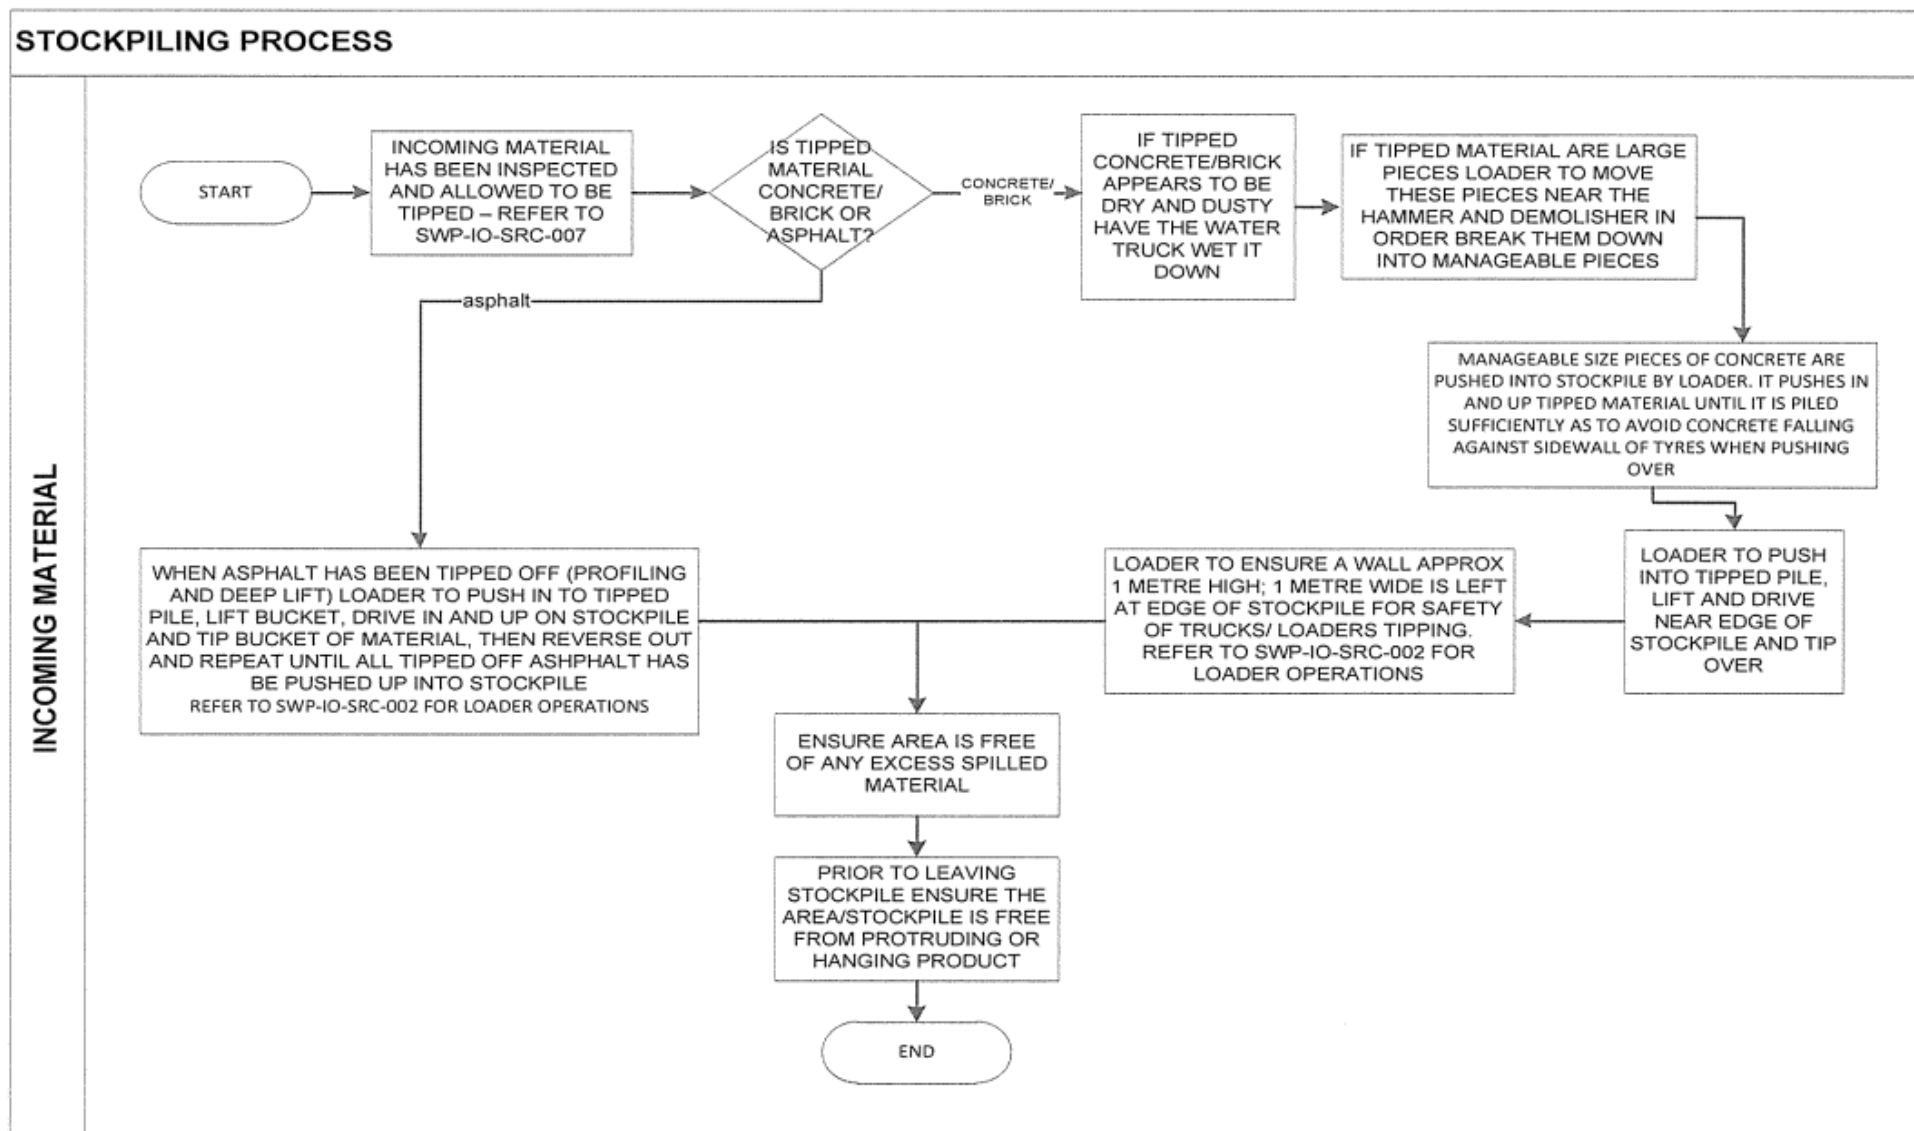 STOCKPILING PROCESS
INCOMING MATERIAL
START
INCOMING MATERIAL
HAS BEEN INSPECTED
AND ALLOWED TO BE
TIPPED – REFER TO
SWP-IO-SRC-007
IS TIPPED
MATERIAL
CONCRETE/
BRICK OR
ASPHALT?
CONCRETE/
BRICK
IF TIPPED
CONCRETE/BRICK
APPEARS TO BE
DRY AND DUSTY
HAVE THE WATER
TRUCK WET IT
DOWN
IF TIPPED MATERIAL ARE LARGE
PIECES LOADER TO MOVE
THESE PIECES NEAR THE
HAMMER AND DEMOLISHER IN
ORDER BREAK THEM DOWN
INTO MANAGEABLE PIECES
asphalt
MANAGEABLE SIZE PIECES OF CONCRETE ARE
PUSHED INTO STOCKPILE BY LOADER. IT PUSHES IN
AND UP TIPPED MATERIAL UNTIL IT IS PILED
SUFFICIENTLY AS TO AVOID CONCRETE FALLING
AGAINST SIDEWALL OF TYRES WHEN PUSHING
OVER
LOADER TO PUSH
INTO TIPPED PILE,
LIFT AND DRIVE
NEAR EDGE OF
STOCKPILE AND TIP
OVER
LOADER TO ENSURE A WALL APPROX
1 METRE HIGH; 1 METRE WIDE IS LEFT
AT EDGE OF STOCKPILE FOR SAFETY
OF TRUCKS/ LOADERS TIPPING.
REFER TO SWP-IO-SRC-002 FOR
LOADER OPERATIONS
WHEN ASPHALT HAS BEEN TIPPED OFF (PROFILING
AND DEEP LIFT) LOADER TO PUSH IN TO TIPPED
PILE, LIFT BUCKET, DRIVE IN AND UP ON STOCKPILE
AND TIP BUCKET OF MATERIAL, THEN REVERSE OUT
AND REPEAT UNTIL ALL TIPPED OFF ASHPHALT HAS
BE PUSHED UP INTO STOCKPILE
REFER TO SWP-IO-SRC-002 FOR LOADER OPERATIONS
ENSURE AREA IS FREE
OF ANY EXCESS SPILLED
MATERIAL
PRIOR TO LEAVING
STOCKPILE ENSURE THE
AREA/STOCKPILE IS FREE
FROM PROTRUDING OR
HANGING PRODUCT
END